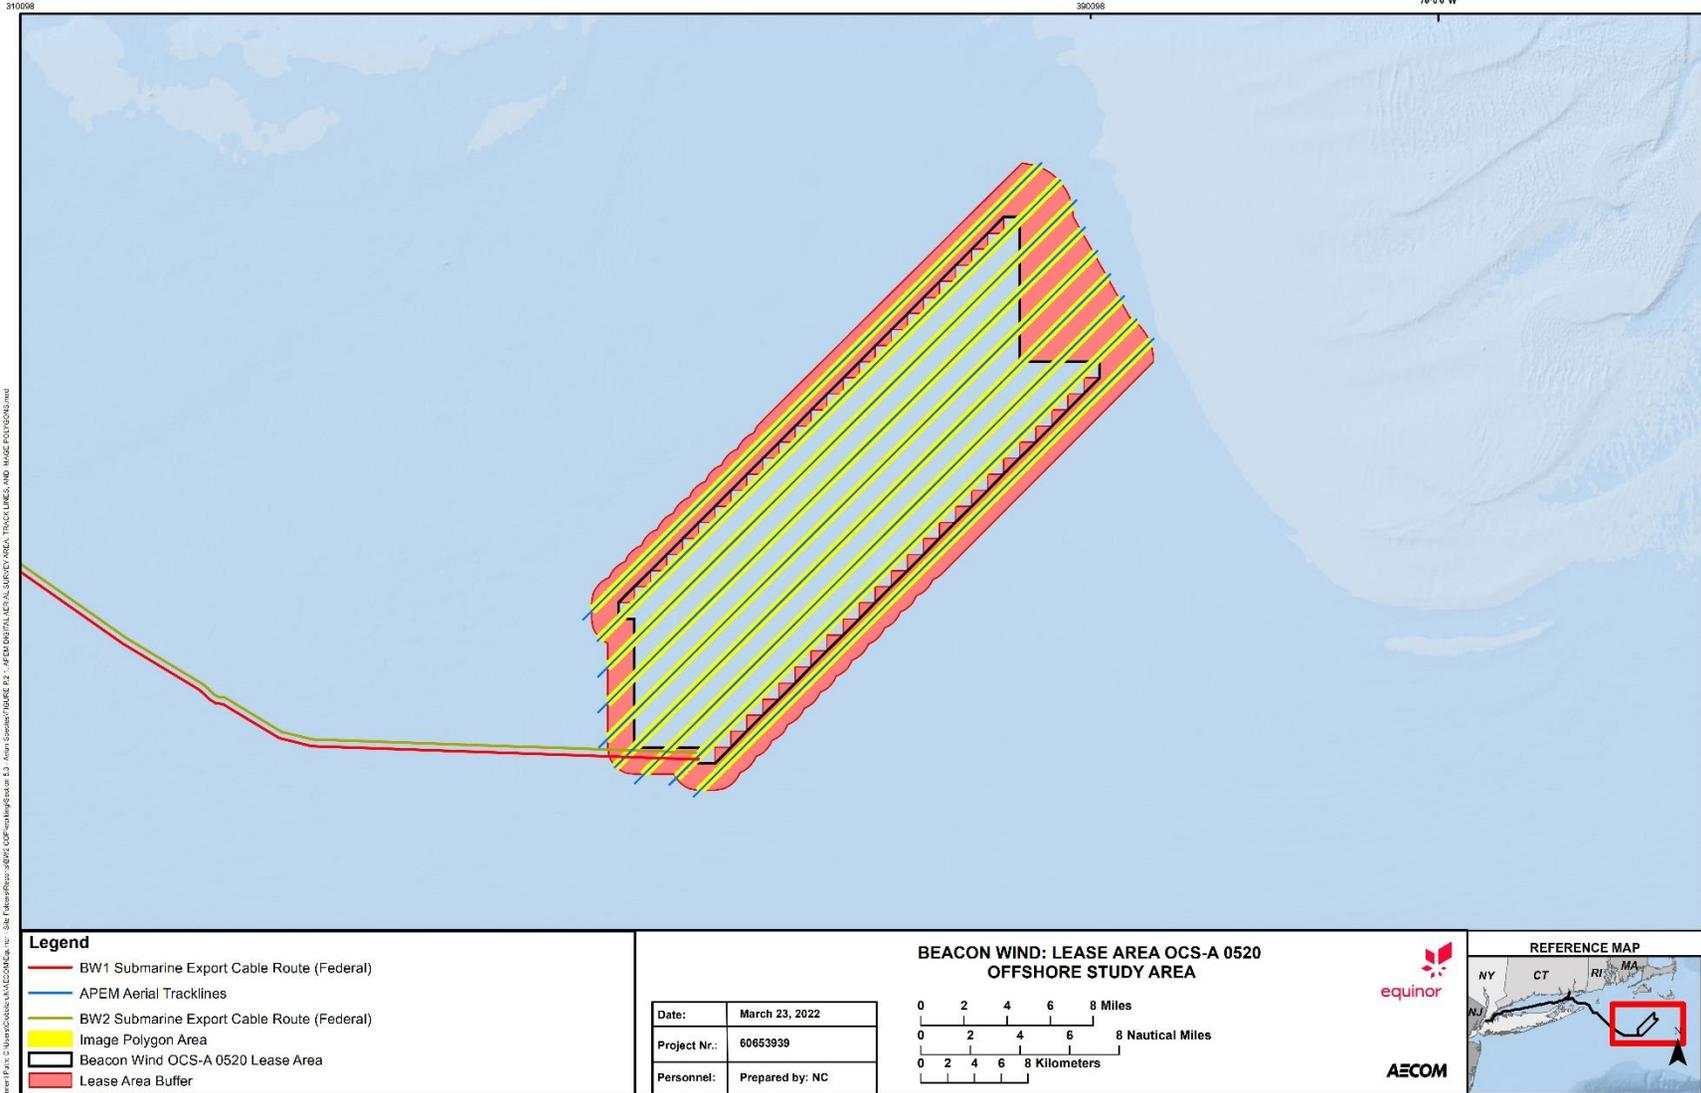 310098
390098
Legend
BW1 Submarine Export Cable Route (Federal)
APEM Aerial Tracklines
BW2 Submarine Export Cable Route (Federal)
Image Polygon Area
Beacon Wind OCS-A 0520 Lease Area
Lease Area Buffer
Date: March 23, 2022
Project Nr.: 60653939
Personnel: Prepared by: NC
BEACON WIND: LEASE AREA OCS-A 0520
OFFSHORE STUDY AREA
0 2 4 6 8 Miles
0 2 4 6 8 Nautical Miles
0 2 4 6 8 Kilometers
equinor
AECOM
REFERENCE MAP
NY CT RI MA
NJ
N